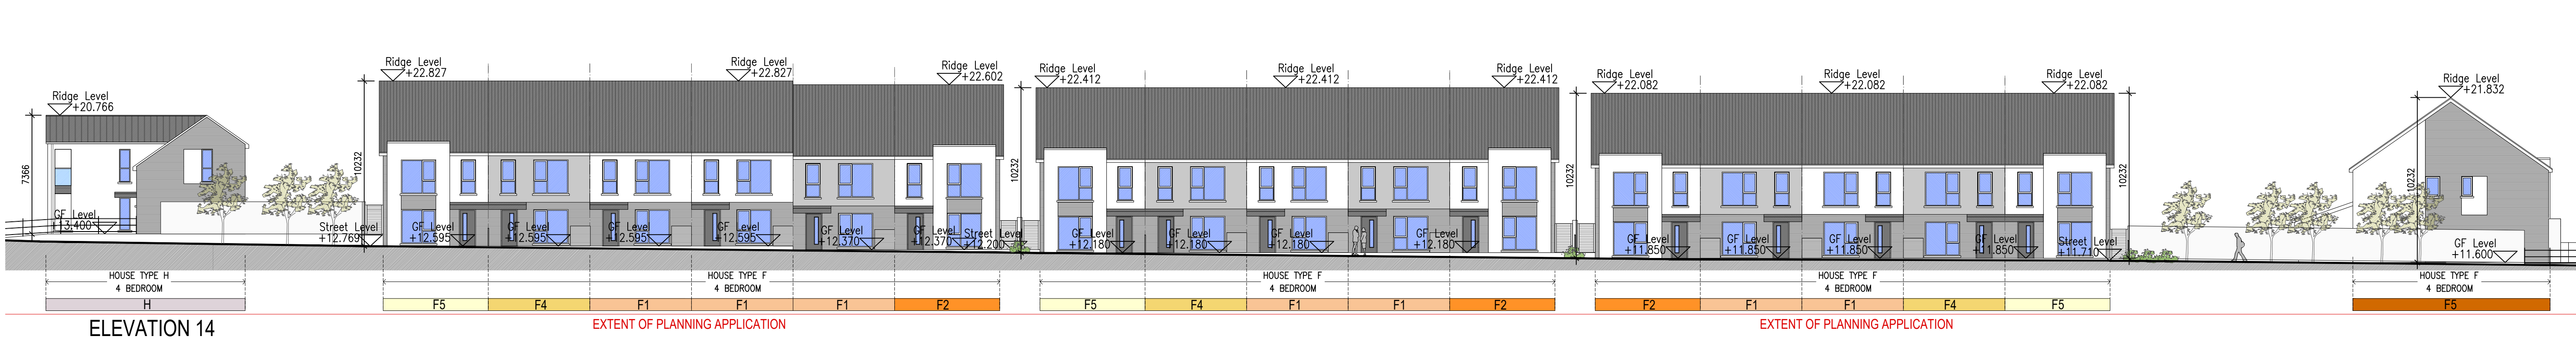 Ridge Level
+20.766
7366
GF Level
+13.400
Ridge Level
+22.827
Ridge Level
+22.827
Ridge Level
+22.602
10232
Street Level
+12.769
GF Level
+12.595
GF Level
+12.595
GF Level
+12.595
GF Level
+12.595
GF Level
+12.370
GF Level
+12.370
Street Level
+12.200
10232
Ridge Level
+22.412
Ridge Level
+22.412
Ridge Level
+22.412
GF Level
+12.180
GF Level
+12.180
GF Level
+12.180
GF Level
+12.180
10232
Ridge Level
+22.082
Ridge Level
+22.082
Ridge Level
+22.082
GF Level
+11.850
GF Level
+11.850
GF Level
+11.850
GF Level
+11.850
Street Level
+11.710
10232
Ridge Level
+21.832
10232
GF Level
+11.600
HOUSE TYPE H
4 BEDROOM
H
HOUSE TYPE F
4 BEDROOM
F5 F4 F1 F1 F1 F2
HOUSE TYPE F
4 BEDROOM
F5 F4 F1 F1 F2
HOUSE TYPE F
4 BEDROOM
F2 F1 F1 F4 F5
HOUSE TYPE F
4 BEDROOM
F5
ELEVATION 14
EXTENT OF PLANNING APPLICATION
EXTENT OF PLANNING APPLICATION